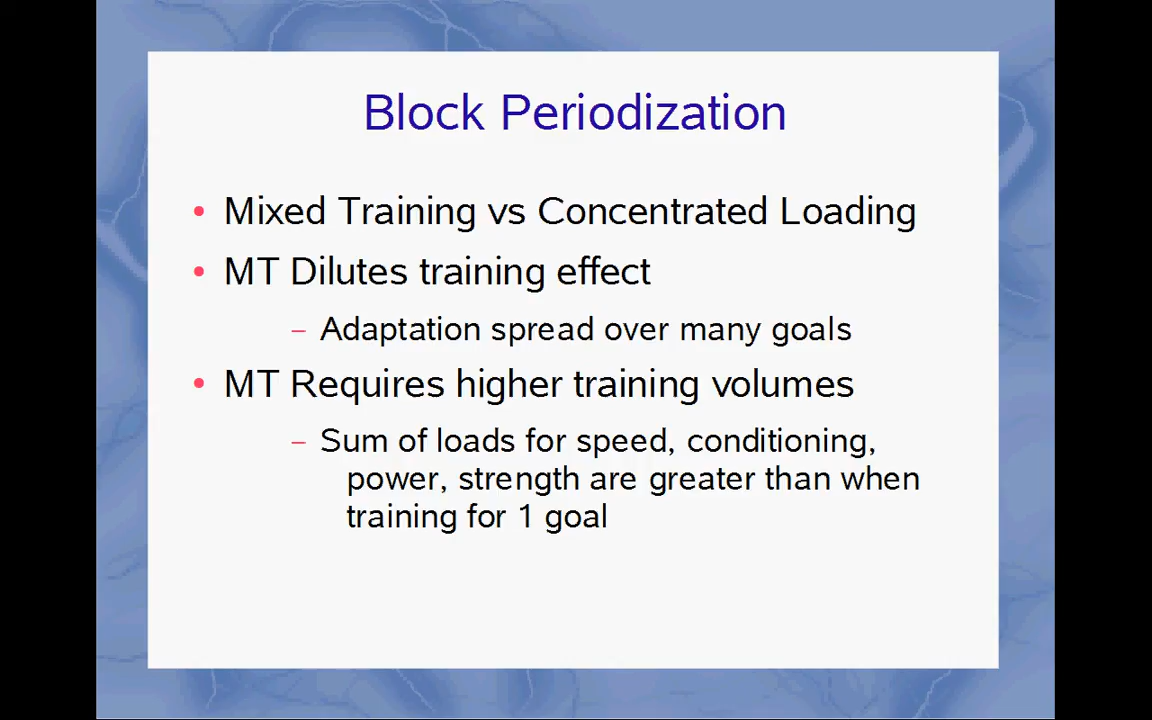 Block Periodization
• Mixed Training vs Concentrated Loading
• MT Dilutes training effect
– Adaptation spread over many goals
• MT Requires higher training volumes
– Sum of loads for speed, conditioning,
power, strength are greater than when
training for 1 goal